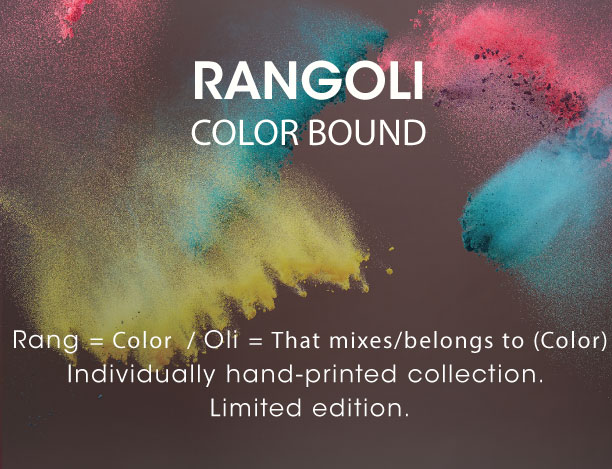 RANGOLI
COLOR BOUND
Rang = Color / Oli = That mixes/belongs to (Color)
Individually hand-printed collection.
Limited edition.